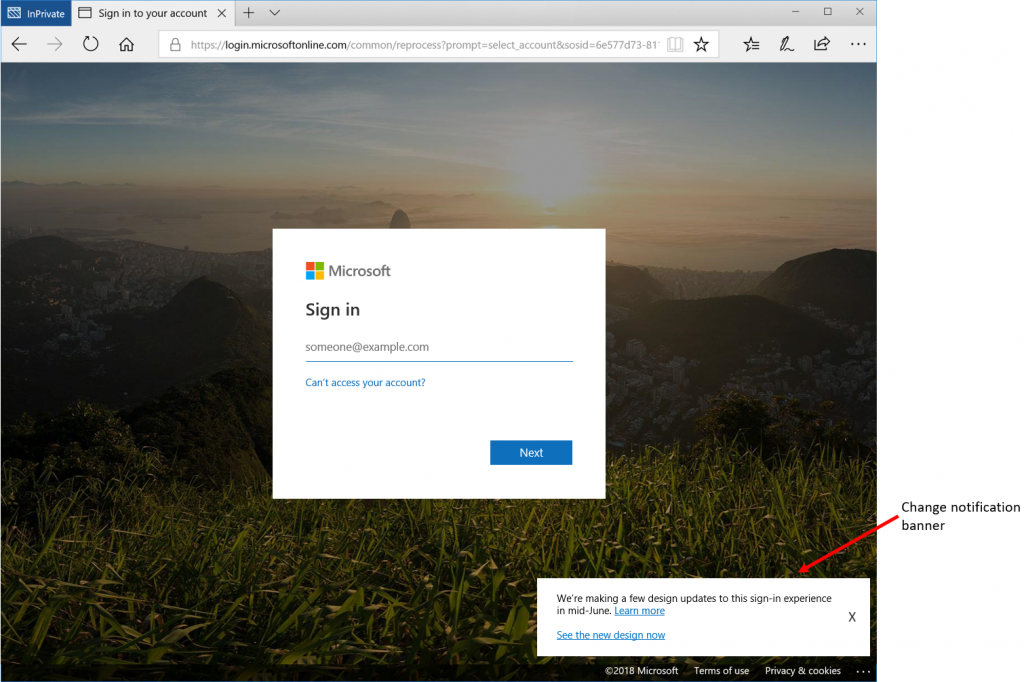 InPrivate
Sign in to your account
https://login.microsoftonline.com/common/reprocess?prompt=select_account&sosid=6e577d73-81
Microsoft
Sign in
someone@example.com
Can't access your account?
Next
Change notification
banner
We're making a few design updates to this sign-in experience
in mid-June. Learn more
X
See the new design now
©2018 Microsoft Terms of use Privacy & cookies ...